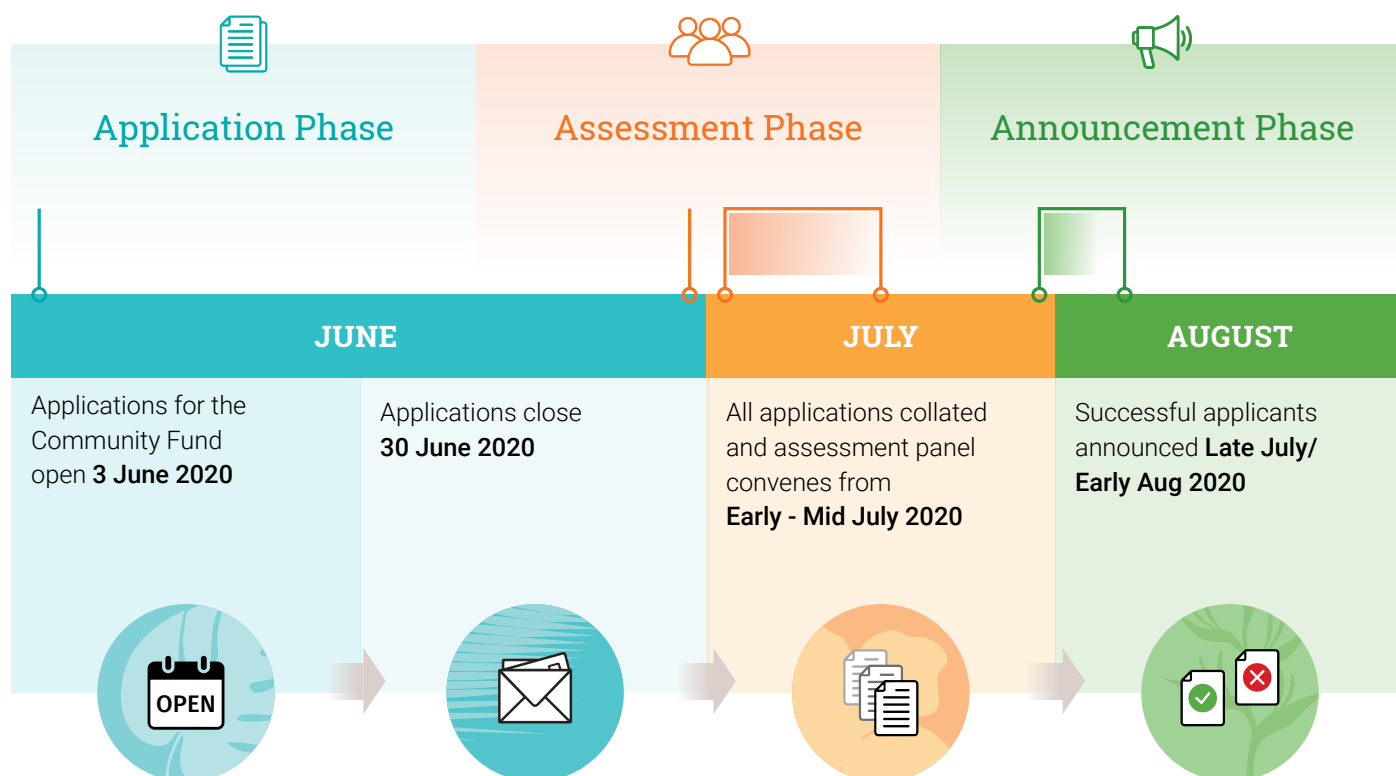 Application Phase
Assessment Phase
Announcement Phase
JUNE
JULY
AUGUST
Applications for the
Community Fund
open 3 June 2020
Applications close
30 June 2020
All applications collated
and assessment panel
convenes from
Early - Mid July 2020
Successful applicants
announced Late July/
Early Aug 2020
OPEN